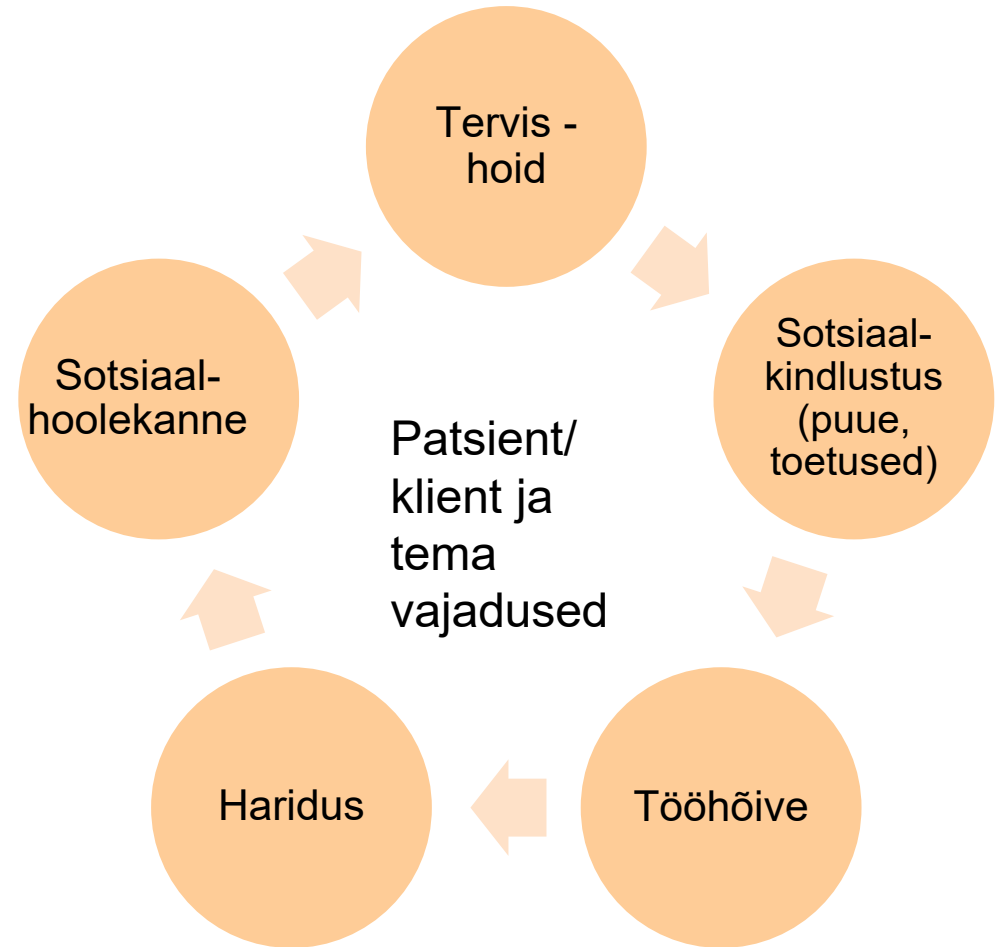 Tervis -
hoid
Sotsiaal-
kindlustus
(puue,
toetused)
Tööhõive
Haridus
Sotsiaal-
hoolekanne
Patsient/
klient ja
tema
vajadused